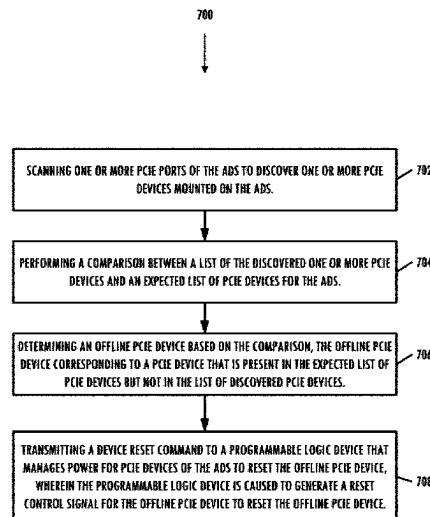 700
SCANNING ONE OR MORE PCIE PORTS OF THE ADS TO DISCOVER ONE OR MORE PCIE
DEVICES MOUNTED ON THE ADS.
702
PERFORMING A COMPARISON BETWEEN A LIST OF THE DISCOVERED ONE OR MORE PCIE
DEVICES AND AN EXPECTED LIST OF PCIE DEVICES FOR THE ADS.
704
DETERMINING AN OFFLINE PCIE DEVICE BASED ON THE COMPARISON, THE OFFLINE PCIE
DEVICE CORRESPONDING TO A PCIE DEVICE THAT IS PRESENT IN THE EXPECTED LIST OF
PCIE DEVICES BUT NOT IN THE LIST OF DISCOVERED PCIE DEVICES.
706
TRANSMITTING A DEVICE RESET COMMAND TO A PROGRAMMABLE LOGIC DEVICE THAT
MANAGES POWER FOR PCIE DEVICES OF THE ADS TO RESET THE OFFLINE PCIE DEVICE,
WHEREIN THE PROGRAMMABLE LOGIC DEVICE IS CAUSED TO GENERATE A RESET
CONTROL SIGNAL FOR THE OFFLINE PCIE DEVICE TO RESET THE OFFLINE PCIE DEVICE.
708